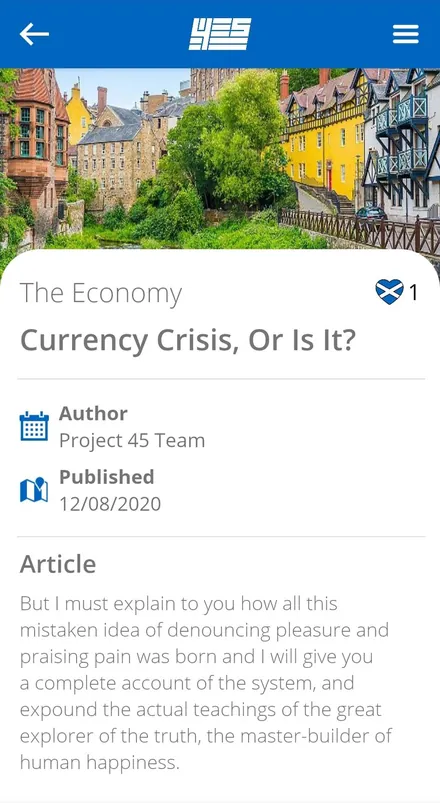 YES
The Economy
1
Currency Crisis, Or Is It?
Author
Project 45 Team
Published
12/08/2020
Article
But I must explain to you how all this
mistaken idea of denouncing pleasure and
praising pain was born and I will give you
a complete account of the system, and
expound the actual teachings of the great
explorer of the truth, the master-builder of
human happiness.